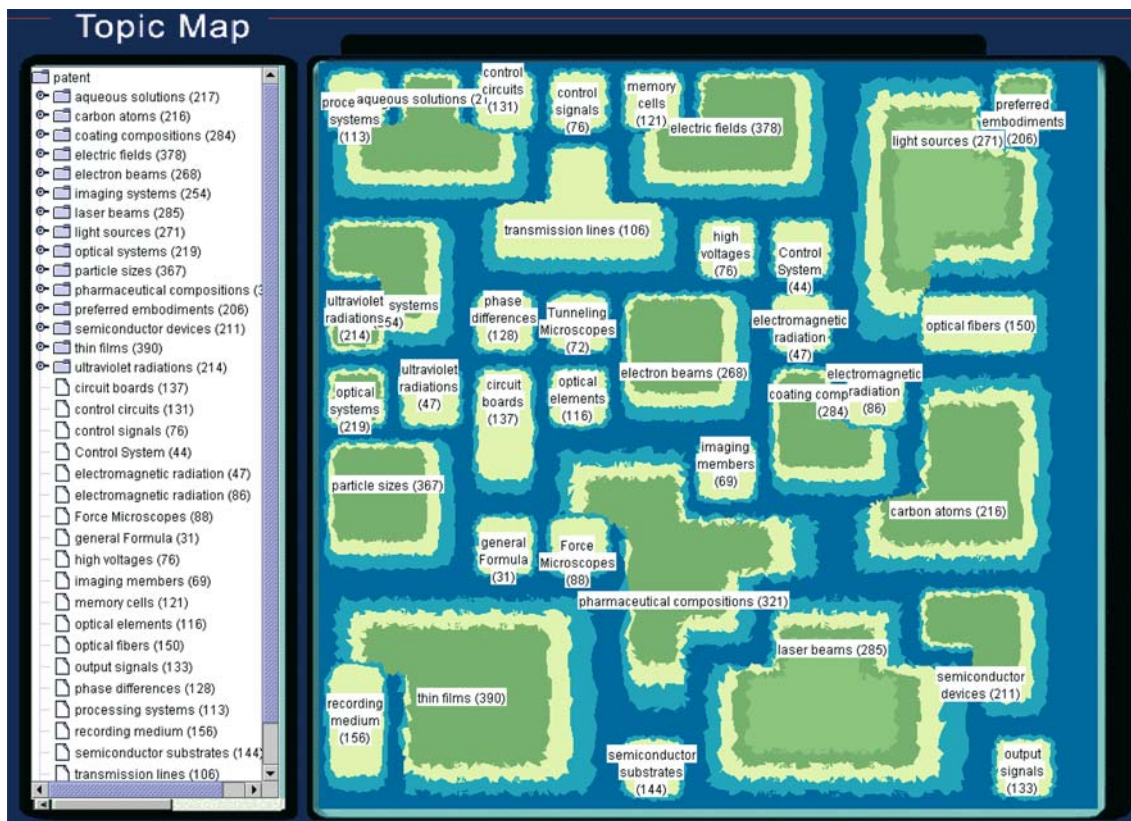 Topic Map
patent
aqueous solutions (217)
carbon atoms (216)
coating compositions (284)
electric fields (378)
electron beams (268)
imaging systems (254)
laser beams (285)
light sources (271)
optical systems (219)
particle sizes (367)
pharmaceutical compositions (3
preferred embodiments (206)
semiconductor devices (211)
thin films (390)
ultraviolet radiations (214)
circuit boards (137)
control circuits (131)
control signals (76)
Control System (44)
electromagnetic radiation (47)
electromagnetic radiation (86)
Force Microscopes (88)
general Formula (31)
high voltages (76)
imaging members (69)
memory cells (121)
optical elements (116)
optical fibers (150)
output signals (133)
phase differences (128)
processing systems (113)
recording medium (156)
semiconductor substrates (144)
transmission lines (106)
proce
systems
(113)
aqueous solutions (2
control
circuits
(131)
control
signals
(76)
memory
cells
(121)
electric fields (378)
light sources (271)
preferred
embodiments
(206)
transmission lines (106)
high
voltages
(76)
Control
System
(44)
ultraviolet
radiations
(214)
systems
254)
phase
differences
(128)
Tunneling
Microscopes
(72)
electron beams (268)
electromagnetic
radiation
(47)
optical fibers (150)
optical
systems
(219)
ultraviolet
radiations
(47)
circuit
boards
(137)
optical
elements
(116)
coating comp
(284)
electromagnetic
radiation
(86)
imaging
members
(69)
particle sizes (367)
carbon atoms (216)
general
Formula
(31)
Force
Microscopes
(88)
pharmaceutical compositions (321)
laser beams (285)
semiconductor
devices (211)
thin films (390)
recording
medium
(156)
semiconductor
substrates
(144)
output
signals
(133)